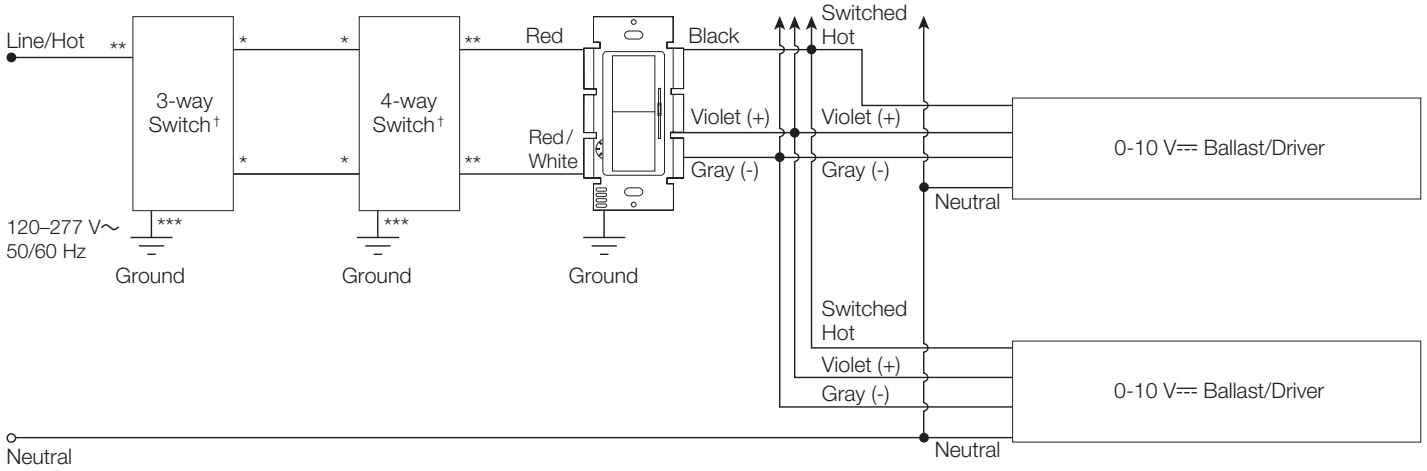 Line/Hot
**
*
*
**
Red
Black
Switched
Hot
3-way
Switch†
4-way
Switch†
Violet (+)
Violet (+)
0-10 V⎓ Ballast/Driver
Red/
White
*
*
**
Gray (-)
Gray (-)
Neutral
120–277 V~
50/60 Hz
***
***
Ground
Ground
Ground
Switched
Hot
Violet (+)
Gray (-)
0-10 V⎓ Ballast/Driver
Neutral
Neutral